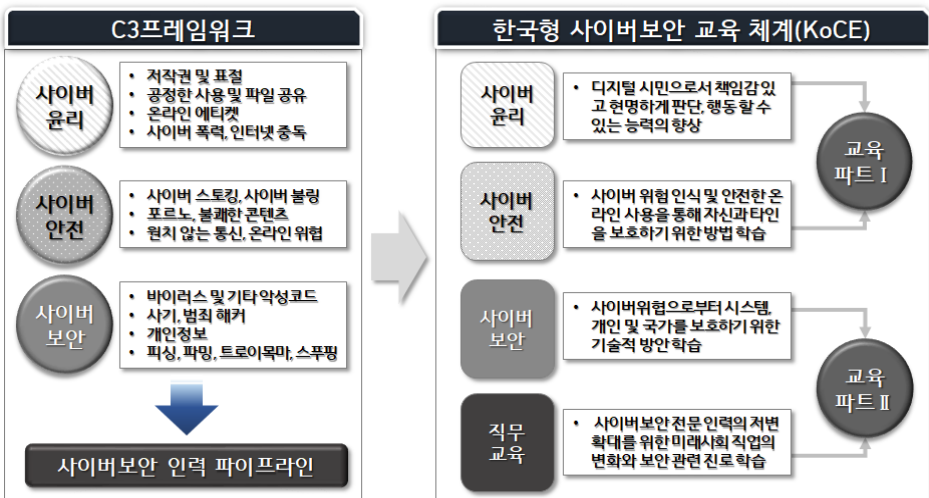 C3프레임워크
사이버
윤리
• 저작권 및 표절
• 공정한 사용 및 파일 공유
• 온라인 에티켓
• 사이버 폭력, 인터넷 중독
사이버
안전
• 사이버 스토킹, 사이버 불링
• 포르노, 불쾌한 콘텐츠
• 원치 않는 통신, 온라인 위협
사이버
보안
• 바이러스 및 기타 악성코드
• 사기, 범죄 해커
• 개인정보
• 피싱, 파밍, 트로이목마, 스푸핑
사이버보안 인력 파이프라인
한국형 사이버보안 교육 체계(KoCE)
사이버
윤리
• 디지털 시민으로서 책임감 있
고 현명하게 판단, 행동 할 수
있는 능력의 향상
사이버
안전
• 사이버 위험 인식 및 안전한 온
라인 사용을 통해 자신과 타인
을 보호하기 위한 방법 학습
교육
파트 I
사이버
보안
• 사이버위협으로부터 시스템,
개인 및 국가를 보호하기 위한
기술적 방안 학습
직무
교육
• 사이버보안 전문 인력의 저변
확대를 위한 미래사회 직업의
변화와 보안 관련 진로 학습
교육
파트 II